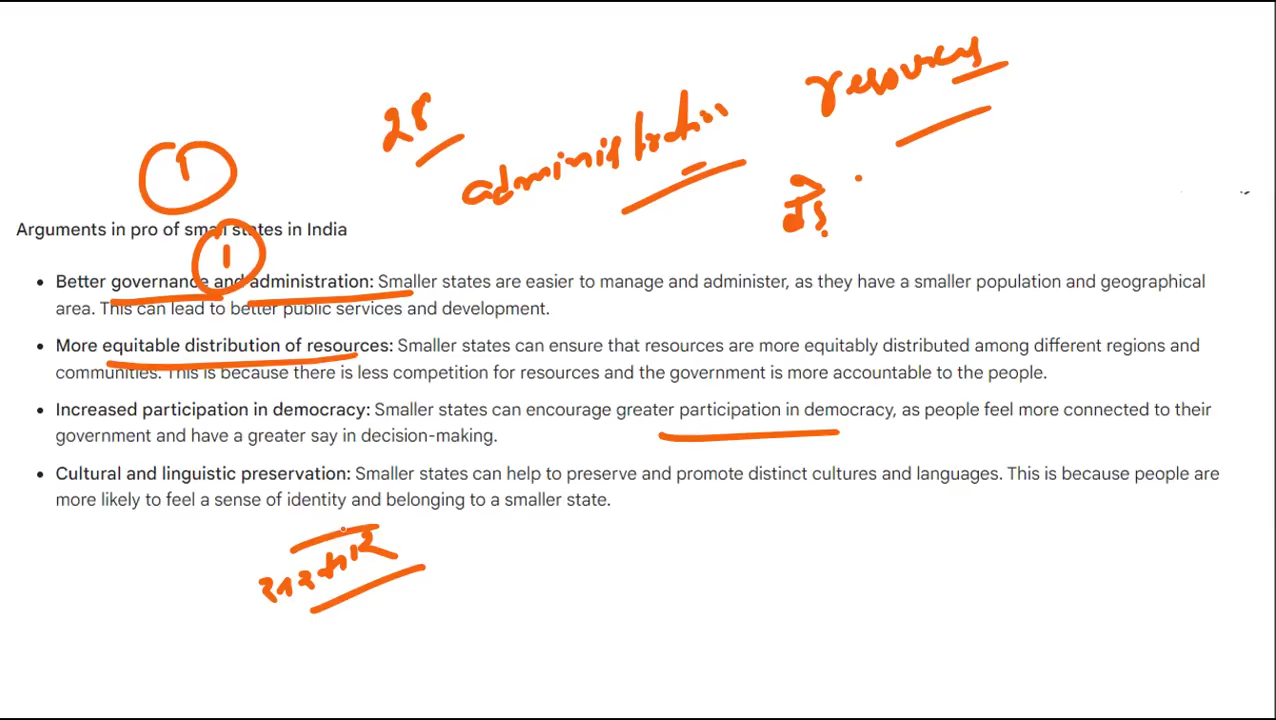 resources
28
administration
1
Arguments in pro of small states in India
1
• Better governance and administration: Smaller states are easier to manage and administer, as they have a smaller population and geographical
area. This can lead to better public services and development.
• More equitable distribution of resources: Smaller states can ensure that resources are more equitably distributed among different regions and
communities. This is because there is less competition for resources and the government is more accountable to the people.
• Increased participation in democracy: Smaller states can encourage greater participation in democracy, as people feel more connected to their
government and have a greater say in decision-making.
• Cultural and linguistic preservation: Smaller states can help to preserve and promote distinct cultures and languages. This is because people are
more likely to feel a sense of identity and belonging to a smaller state.